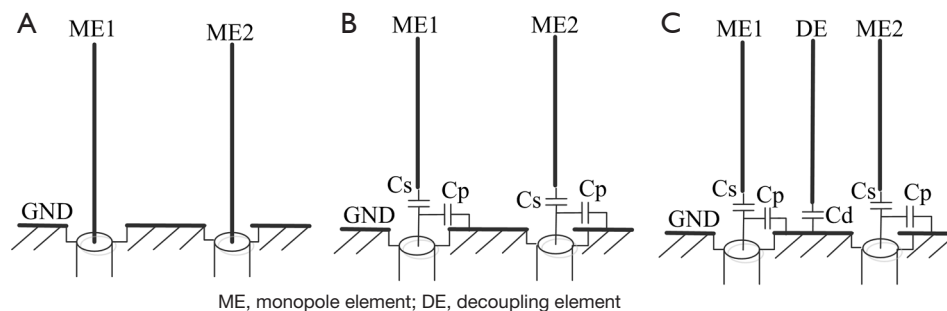 A
ME1
ME2
GND
B
ME1
ME2
Cs
Cp
Cs
Cp
GND
C
ME1
DE
ME2
Cs
Cp
Cd
Cs
Cp
GND
ME, monopole element; DE, decoupling element